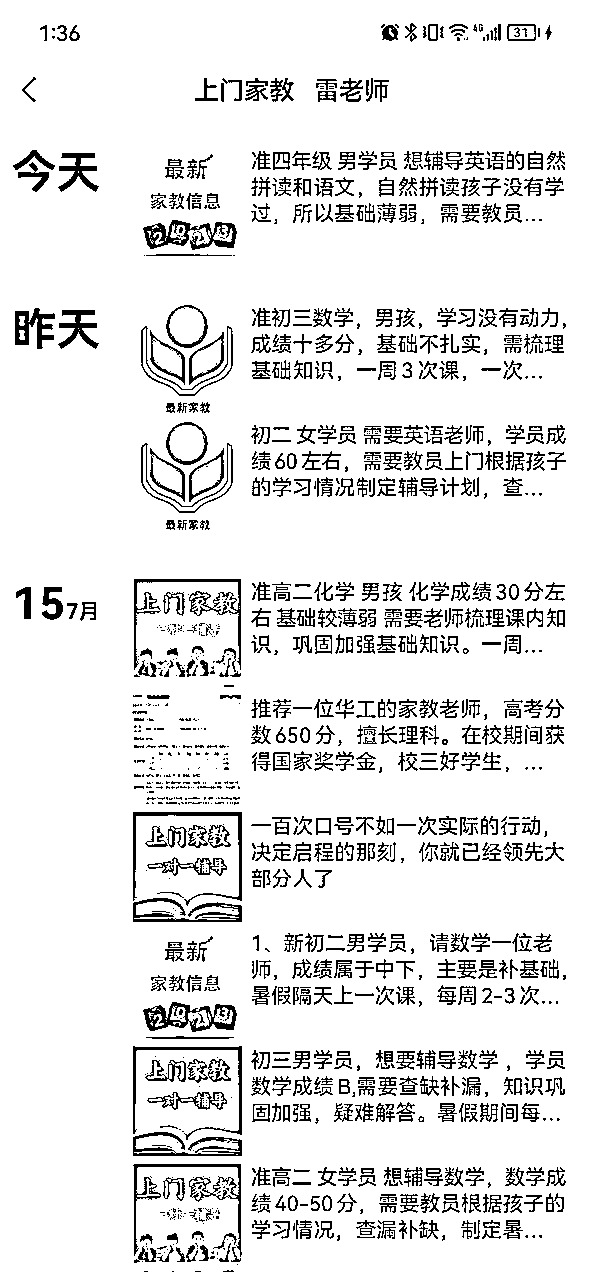 1:36
4G
31
上门家教 雷老师
今天
最新
家教信息
准四年级 男学员 想辅导英语的自然
拼读和语文，自然拼读孩子没有学
过，所以基础薄弱，需要教员...
昨天
最新家教
准初三数学，男孩，学习没有动力，
成绩十多分，基础不扎实，需梳理
基础知识，一周3次课，一次...
最新家教
初二 女学员 需要英语老师，学员成
绩60左右，需要教员上门根据孩子
的学习情况制定辅导计划，查...
15 7月
上门家教
一对一辅导
准高二化学 男孩 化学成绩30分左
右 基础较薄弱 需要老师梳理课内知
识，巩固加强基础知识。一周...
推荐一位华工的家教老师，高考分
数650分，擅长理科。在校期间获
得国家奖学金，校三好学生，...
上门家教
一对一辅导
一百次口号不如一次实际的行动，
决定启程的那刻，你就已经领先大
部分人了
最新
家教信息
1、新初二男学员，请数学一位老
师，成绩属于中下，主要是补基础，
暑假隔天上一次课，每周2-3次...
上门家教
一对一辅导
初三男学员，想要辅导数学 ，学员
数学成绩B,需要查缺补漏，知识巩
固加强，疑难解答。暑假期间每...
上门家教
一对一辅导
准高二 女学员 想辅导数学，数学成
绩40-50分，需要教员根据孩子的
学习情况，查漏补缺，制定暑...